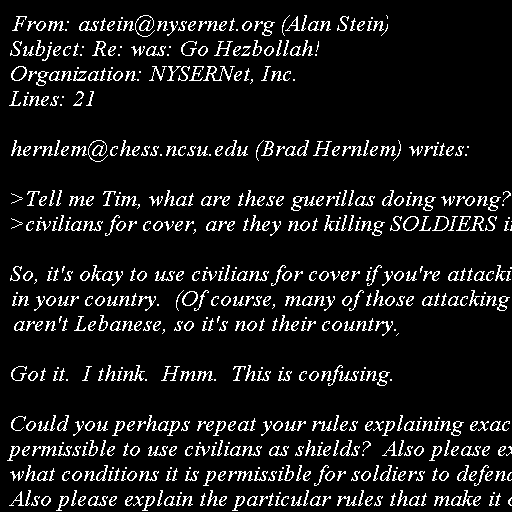 From: astein@nysernet.org (Alan Stein)
Subject: Re: was: Go Hezbollah!
Organization: NYSERNet, Inc.
Lines: 21

hernlem@chess.ncsu.edu (Brad Hernlem) writes:

>Tell me Tim, what are these guerillas doing wrong?
>civilians for cover, are they not killing SOLDIERS

So, it's okay to use civilians for cover if you're
in your country.  (Of course, many of those attacking
aren't Lebanese, so it's not their country.

Got it.  I think.  Hmm.  This is confusing.

Could you perhaps repeat your rules explaining
permissible to use civilians as shields?  Also please
what conditions it is permissible for soldiers to
Also please explain the particular rules that make it